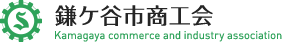 鎌ケ谷市商工会
Kamagaya commerce and industry association